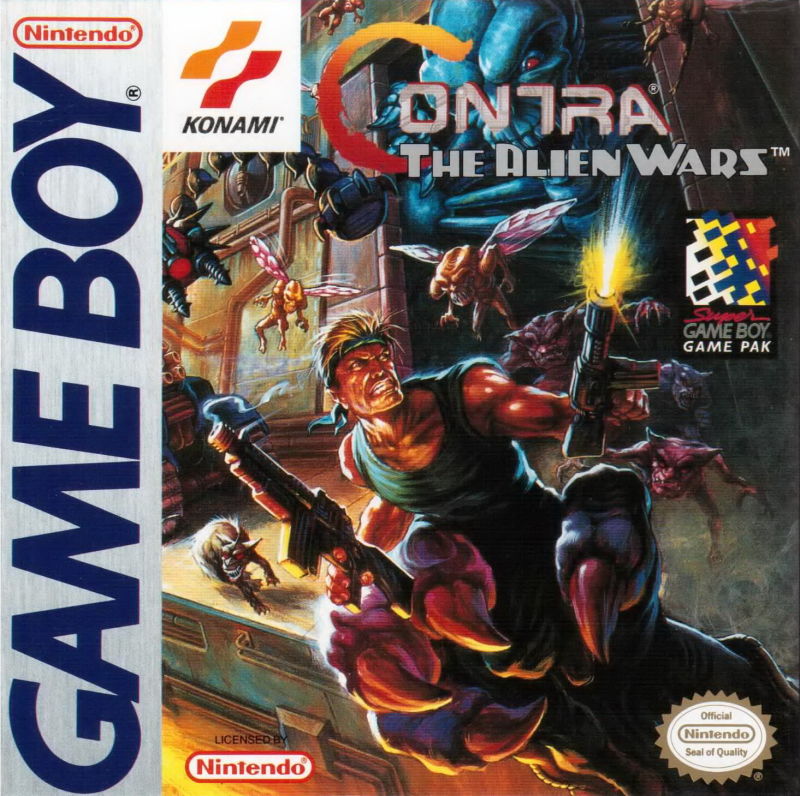 Nintendo®
GAME BOY®
KONAMI®
CONTRA®
THE ALIEN WARS™
Super
GAME BOY
GAME PAK
LICENSED BY
Nintendo®
Official
Nintendo
Seal of Quality
®